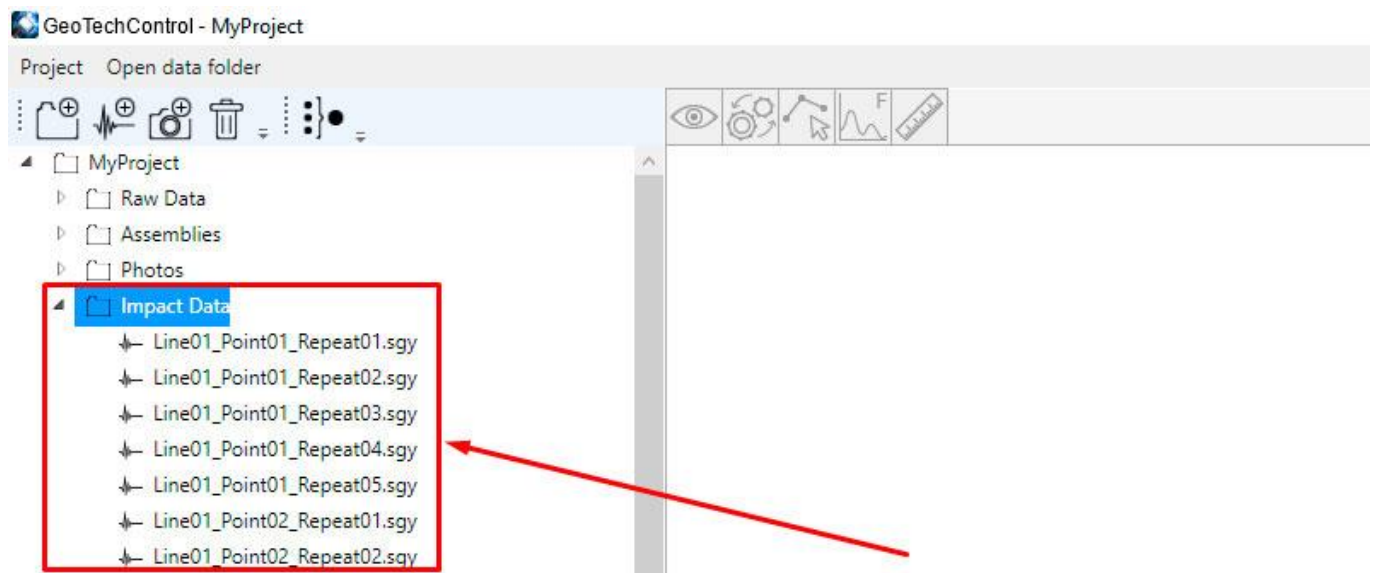 GeoTechControl - MyProject
Project Open data folder
F
MyProject
Raw Data
Assemblies
Photos
Impact Data
Line01_Point01_Repeat01.sgy
Line01_Point01_Repeat02.sgy
Line01_Point01_Repeat03.sgy
Line01_Point01_Repeat04.sgy
Line01_Point01_Repeat05.sgy
Line01_Point02_Repeat01.sgy
Line01_Point02_Repeat02.sgy